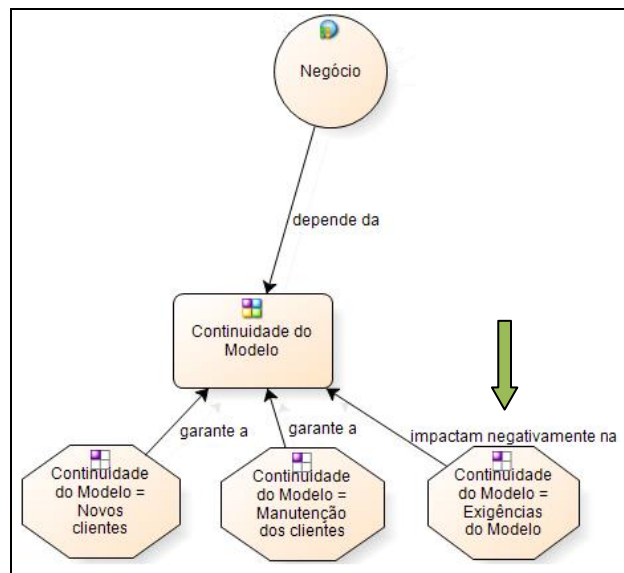 Negócio
depende da
Continuidade do
Modelo
garante a
garante a
impactam negativamente na
Continuidade
do Modelo =
Novos
clientes
Continuidade
do Modelo =
Manutenção
dos clientes
Continuidade
do Modelo =
Exigências
do Modelo